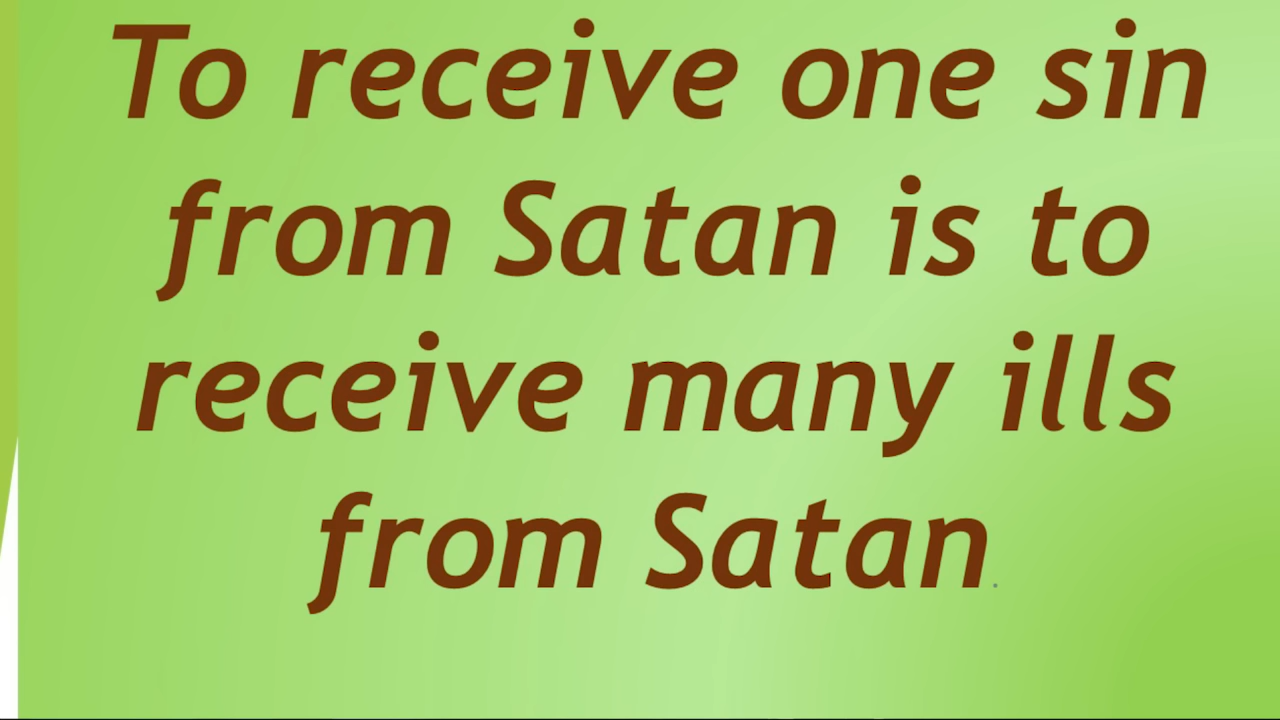 To receive one sin
from Satan is to
receive many ills
from Satan.